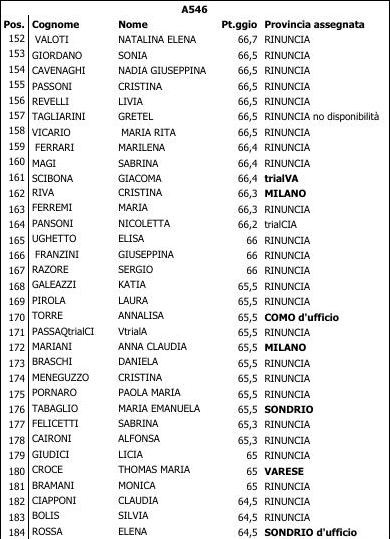 A546
Pos. Cognome Nome Pt.ggio Provincia assegnata
152 VALOTI NATALINA ELENA 66,7 RINUNCIA
153 GIORDANO SONIA 66,5 RINUNCIA
154 CAVENAGHI NADIA GIUSEPPINA 66,5 RINUNCIA
155 PASSONI CRISTINA 66,5 RINUNCIA
156 REVELLI LIVIA 66,5 RINUNCIA
157 TAGLIARINI GRETEL 66,5 RINUNCIA no disponibilità
158 VICARIO MARIA RITA 66,5 RINUNCIA
159 FERRARI MARILENA 66,4 RINUNCIA
160 MAGI SABRINA 66,4 RINUNCIA
161 SCIBONA GIACOMA 66,4 trialVA
162 RIVA CRISTINA 66,3 MILANO
163 FERREMI MARIA 66,3 RINUNCIA
164 PANSONI NICOLETTA 66,2 trialCIA
165 UGHETTO ELISA 66 RINUNCIA
166 FRANZINI GIUSEPPINA 66 RINUNCIA
167 RAZORE SERGIO 66 RINUNCIA
168 GALEAZZI KATIA 65,5 RINUNCIA
169 PIROLA LAURA 65,5 RINUNCIA
170 TORRE ANNALISA 65,5 COMO d'ufficio
171 PASSAQtrialCI VtrialA 65,5 RINUNCIA
172 MARIANI ANNA CLAUDIA 65,5 MILANO
173 BRASCHI DANIELA 65,5 RINUNCIA
174 MENEGUZZO CRISTINA 65,5 RINUNCIA
175 PORNARO PAOLA MARIA 65,5 RINUNCIA
176 TABAGLIO MARIA EMANUELA 65,5 SONDRIO
177 FELICETTI SABRINA 65,3 RINUNCIA
178 CAIRONI ALFONSA 65,3 RINUNCIA
179 GIUDICI LICIA 65 RINUNCIA
180 CROCE THOMAS MARIA 65 VARESE
181 BRAMANI MONICA 65 RINUNCIA
182 CIAPPONI CLAUDIA 64,5 RINUNCIA
183 BOLIS SILVIA 64,5 RINUNCIA
184 ROSSA ELENA 64,5 SONDRIO d'ufficio